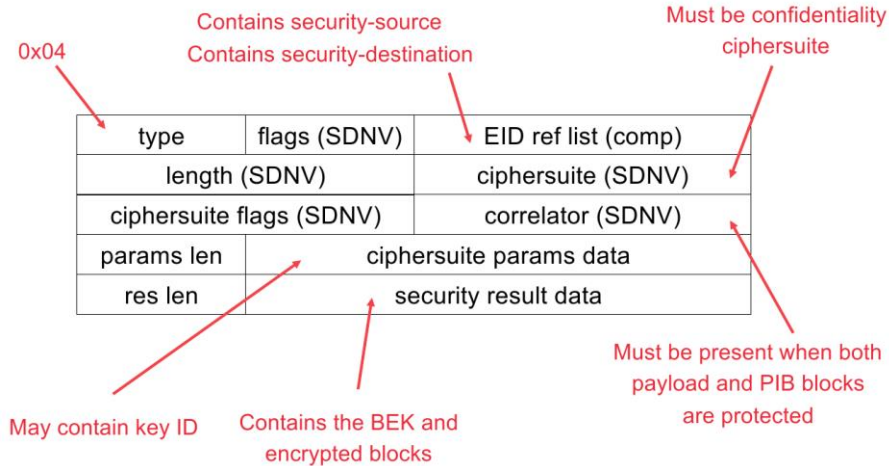 Contains security-source
Contains security-destination
Must be confidentiality
ciphersuite
0x04
type
flags (SDNV)
EID ref list (comp)
length (SDNV)
ciphersuite (SDNV)
ciphersuite flags (SDNV)
correlator (SDNV)
params len
ciphersuite params data
res len
security result data
May contain key ID
Contains the BEK and
encrypted blocks
Must be present when both
payload and PIB blocks
are protected